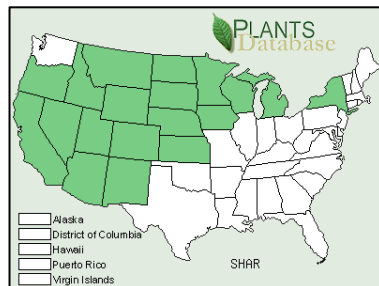 PLANTS
Database
Alaska
District of Columbia
Hawaii
Puerto Rico
Virgin Islands
SHAR